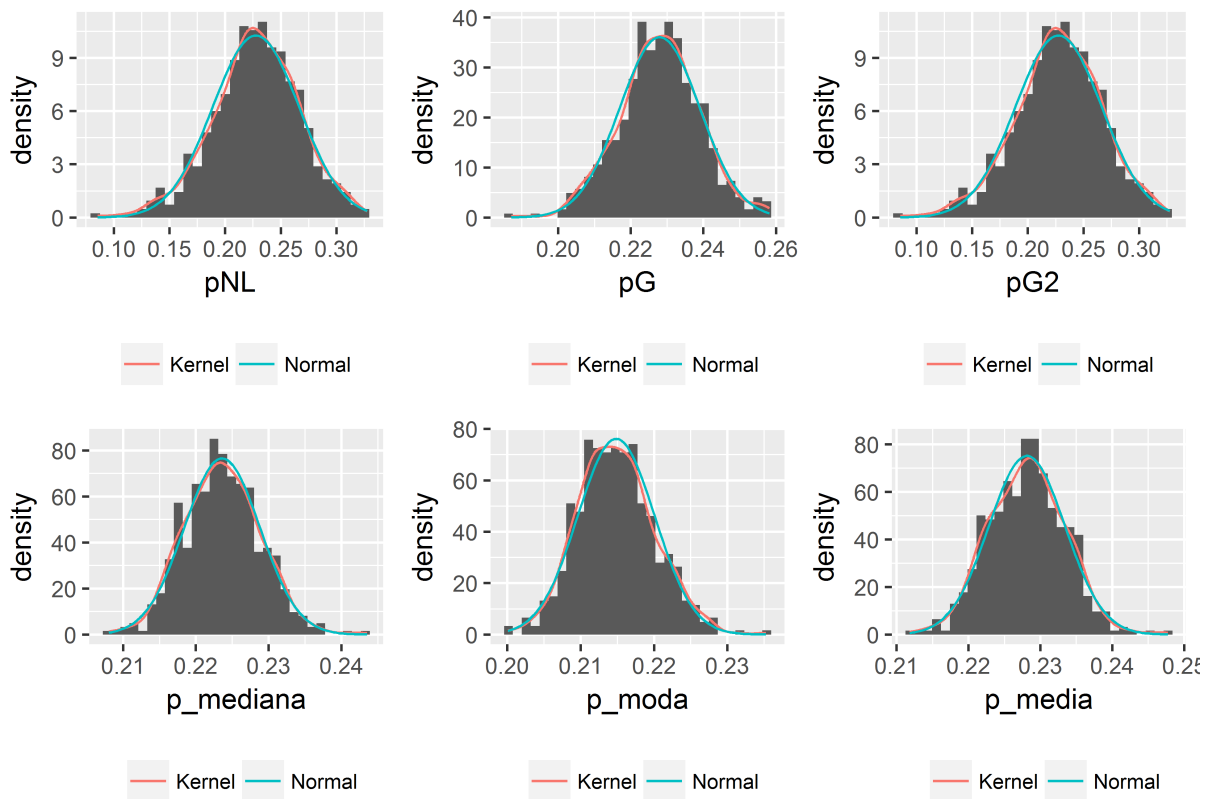 density
9
6
3
0
0.10 0.15 0.20 0.25 0.30
pNL
Kernel Normal
density
40
30
20
10
0
0.20 0.22 0.24 0.26
pG
Kernel Normal
density
9
6
3
0
0.10 0.15 0.20 0.25 0.30
pG2
Kernel Normal
density
80
60
40
20
0
0.21 0.22 0.23 0.24
p_mediana
Kernel Normal
density
80
60
40
20
0
0.20 0.21 0.22 0.23
p_moda
Kernel Normal
density
80
60
40
20
0
0.21 0.22 0.23 0.24
p_media
Kernel Normal